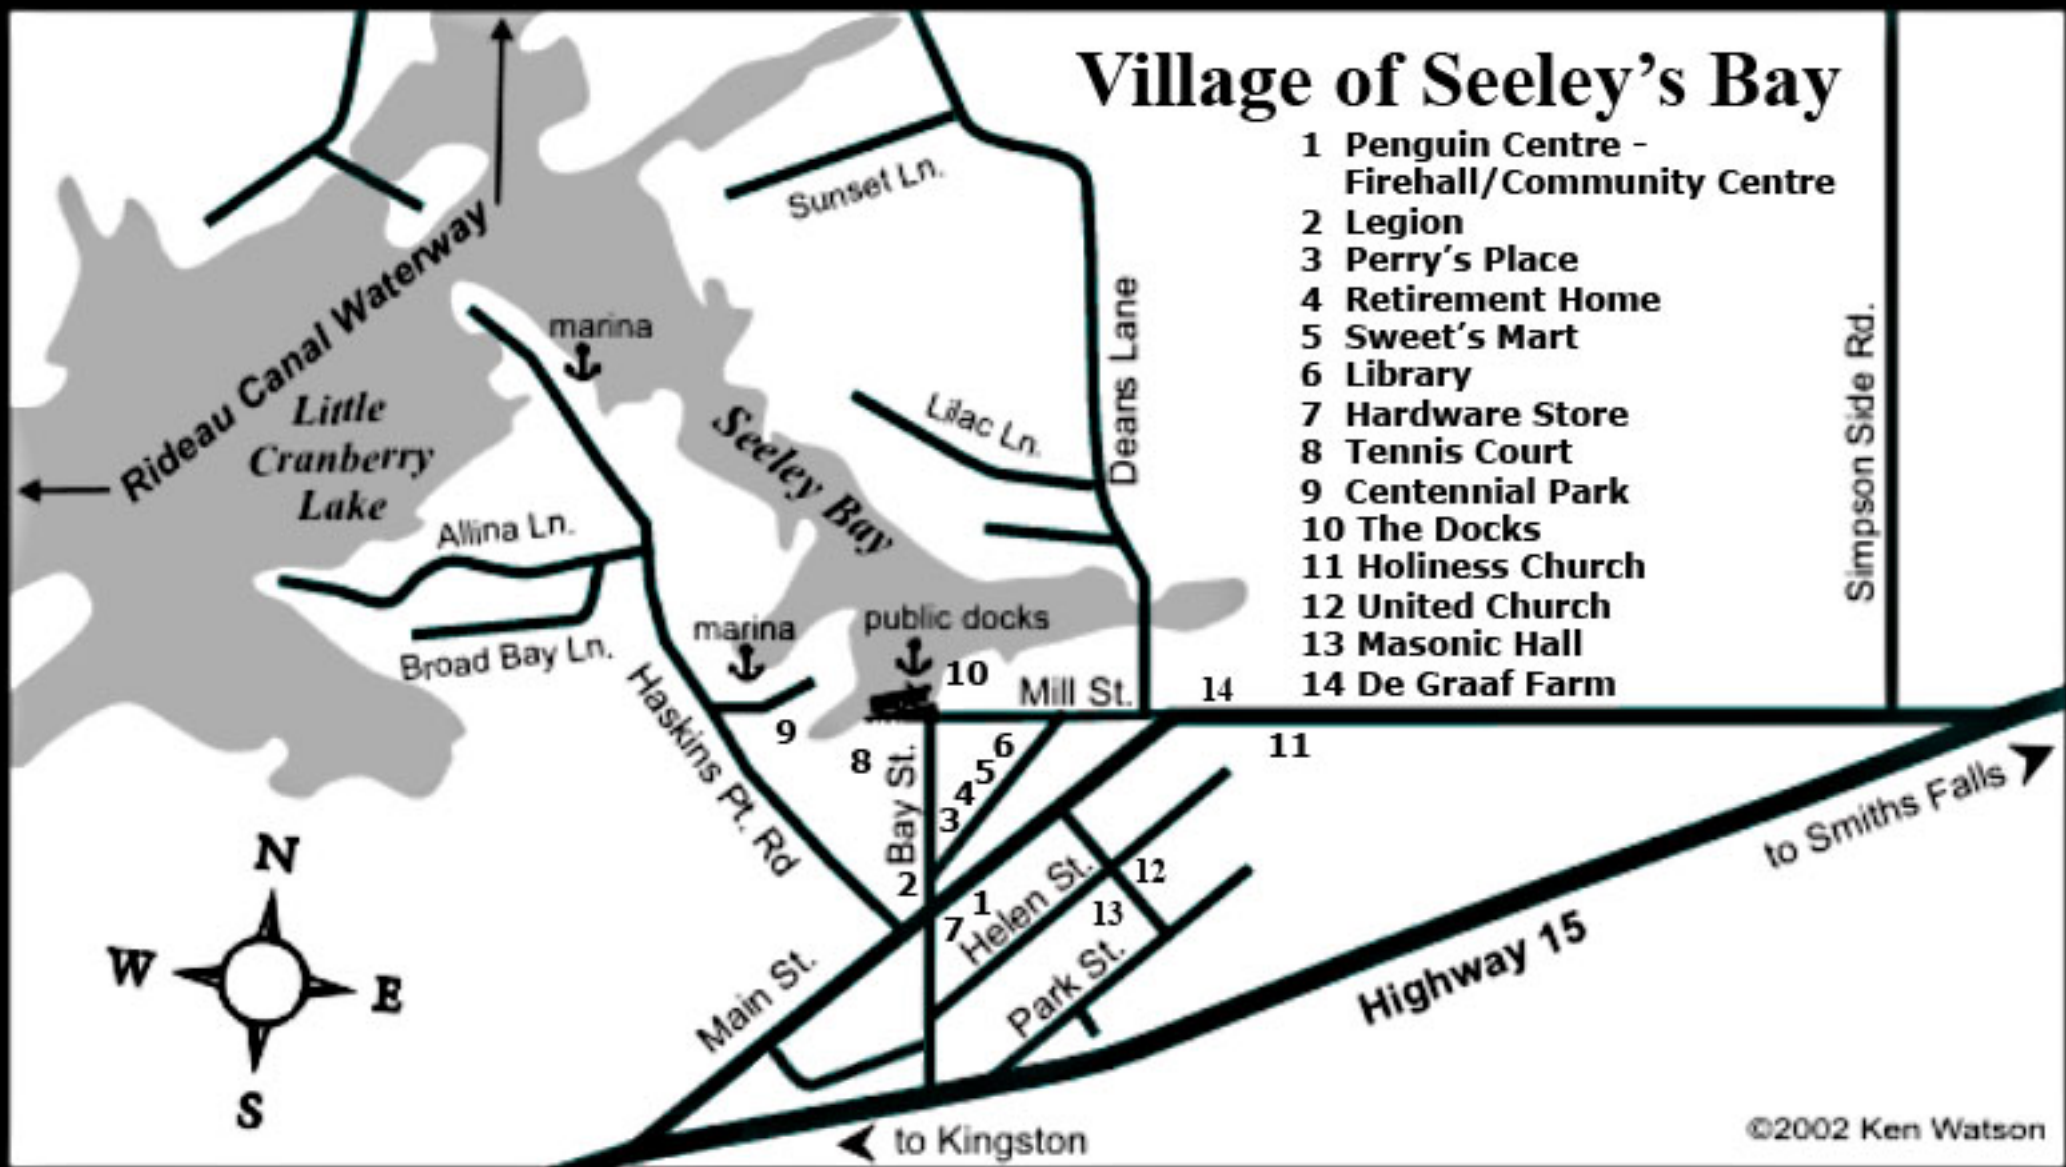 Village of Seeley’s Bay
1 Penguin Centre -
Firehall/Community Centre
2 Legion
3 Perry’s Place
4 Retirement Home
5 Sweet’s Mart
6 Library
7 Hardware Store
8 Tennis Court
9 Centennial Park
10 The Docks
11 Holiness Church
12 United Church
13 Masonic Hall
14 De Graaf Farm
Sunset Ln.
Rideau Canal Waterway
marina
Little
Cranberry
Lake
Seeley Bay
Lilac Ln.
Deans Lane
Simpson Side Rd.
Allina Ln.
Broad Bay Ln.
marina
public docks
10
Mill St.
14
Haskins Pt. Rd
9
8
Bay St.
6
5
4
3
11
2
1
7
Helen St.
12
13
Park St.
Main St.
to Smiths Falls
Highway 15
N
W
E
S
to Kingston
©2002 Ken Watson